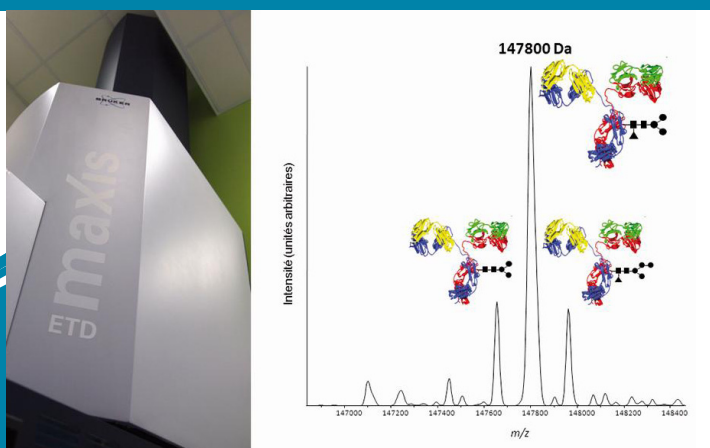 BRUKER
maxis
ETD
147800 Da
Intensité (unités arbitraires)
147000 147200 147400 147600 147800 148000 148200 148400
m/z